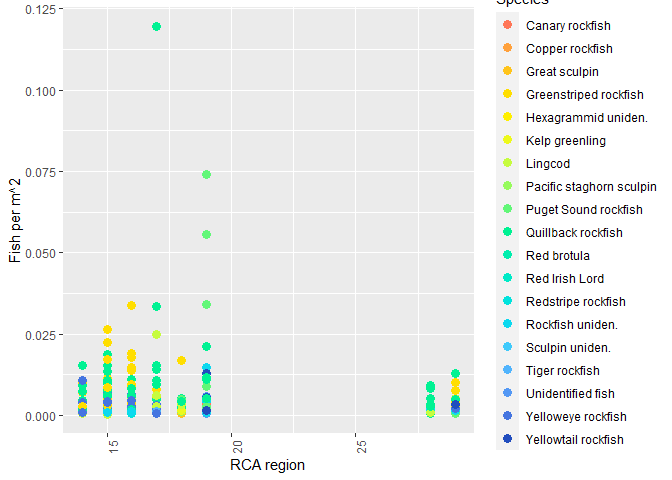 Species
0.125
0.100
0.075
0.050
0.025
0.000
Fish per m^2
15
20
25
RCA region
Canary rockfish
Copper rockfish
Great sculpin
Greenstriped rockfish
Hexagrammid uniden.
Kelp greenling
Lingcod
Pacific staghorn sculpin
Puget Sound rockfish
Quillback rockfish
Red brotula
Red Irish Lord
Redstripe rockfish
Rockfish uniden.
Sculpin uniden.
Tiger rockfish
Unidentified fish
Yelloweye rockfish
Yellowtail rockfish